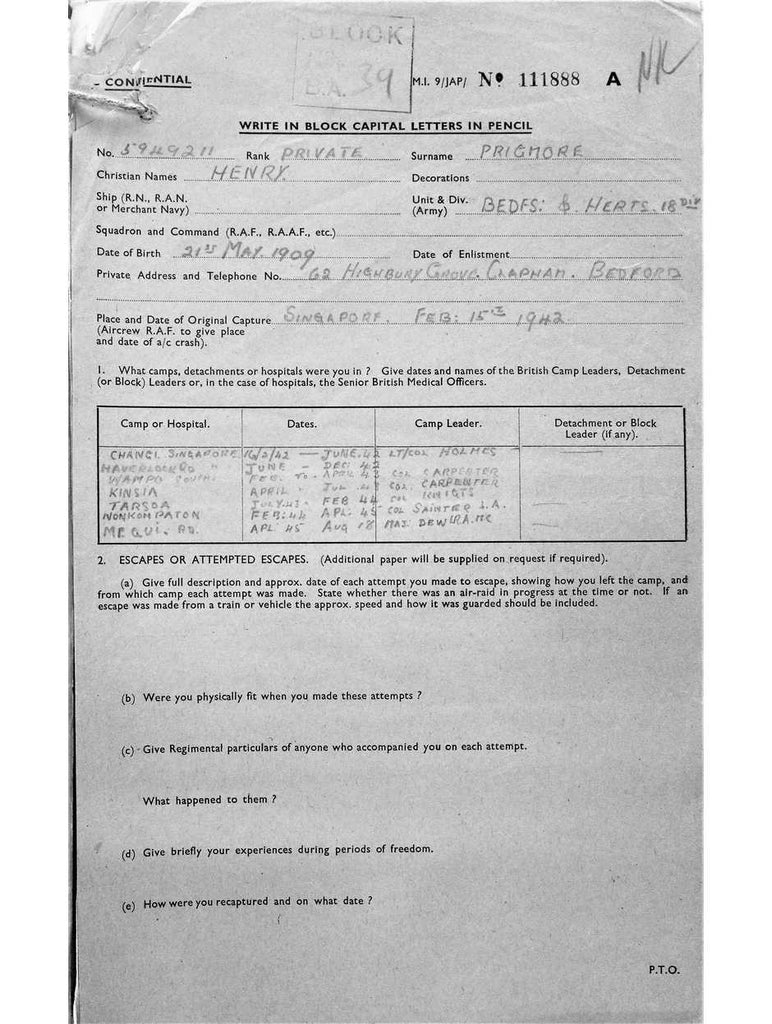 BLOCK
B.A. 39
CONFIDENTIAL
M.I. 9/JAP/ No 111888 A
WRITE IN BLOCK CAPITAL LETTERS IN PENCIL
No. 5949211 Rank PRIVATE Surname PRIGMORE
Christian Names HENRY Decorations
Ship (R.N., R.A.N. or Merchant Navy)
Unit & Div. (Army) BEDFS: & HERTS. 18 DIV
Squadron and Command (R.A.F., R.A.A.F., etc.)
Date of Birth 21ST MAY 1909 Date of Enlistment
Private Address and Telephone No. 62 HIGHBURY GROVE. CLAPHAM. BEDFORD
Place and Date of Original Capture SINGAPORE. FEB: 15TH 1942
(Aircrew R.A.F. to give place
and date of a/c crash).
1. What camps, detachments or hospitals were you in ? Give dates and names of the British Camp Leaders, Detachment
(or Block) Leaders or, in the case of hospitals, the Senior British Medical Officers.
Camp or Hospital. Dates. Camp Leader. Detachment or Block
Leader (if any).
CHANGI. SINGAPORE 16/2/42 — JUNE. 42 LT/COL HOLMES
HAVERLOCK RD " JUNE - DEC 42
WAMPO SOUTH. FEB. TO. APRIL 43 COL CARPENTER
KINSIA APRIL - JUL 43 COL. CARPENTER
TARSOA JULY. 43. FEB 44 COL
NONKOMPATON FEB: 44 APL: 45 COL SAINTER I.A.
APL 45 AUG 18 MAJ.
2. ESCAPES OR ATTEMPTED ESCAPES. (Additional paper will be supplied on request if required).
(a) Give full description and approx. date of each attempt you made to escape, showing how you left the camp, and
from which camp each attempt was made. State whether there was an air-raid in progress at the time or not. If an
escape was made from a train or vehicle the approx. speed and how it was guarded should be included.
(b) Were you physically fit when you made these attempts ?
(c) - Give Regimental particulars of anyone who accompanied you on each attempt.
What happened to them ?
(d) Give briefly your experiences during periods of freedom.
(e) How were you recaptured and on what date ?
P.T.O.